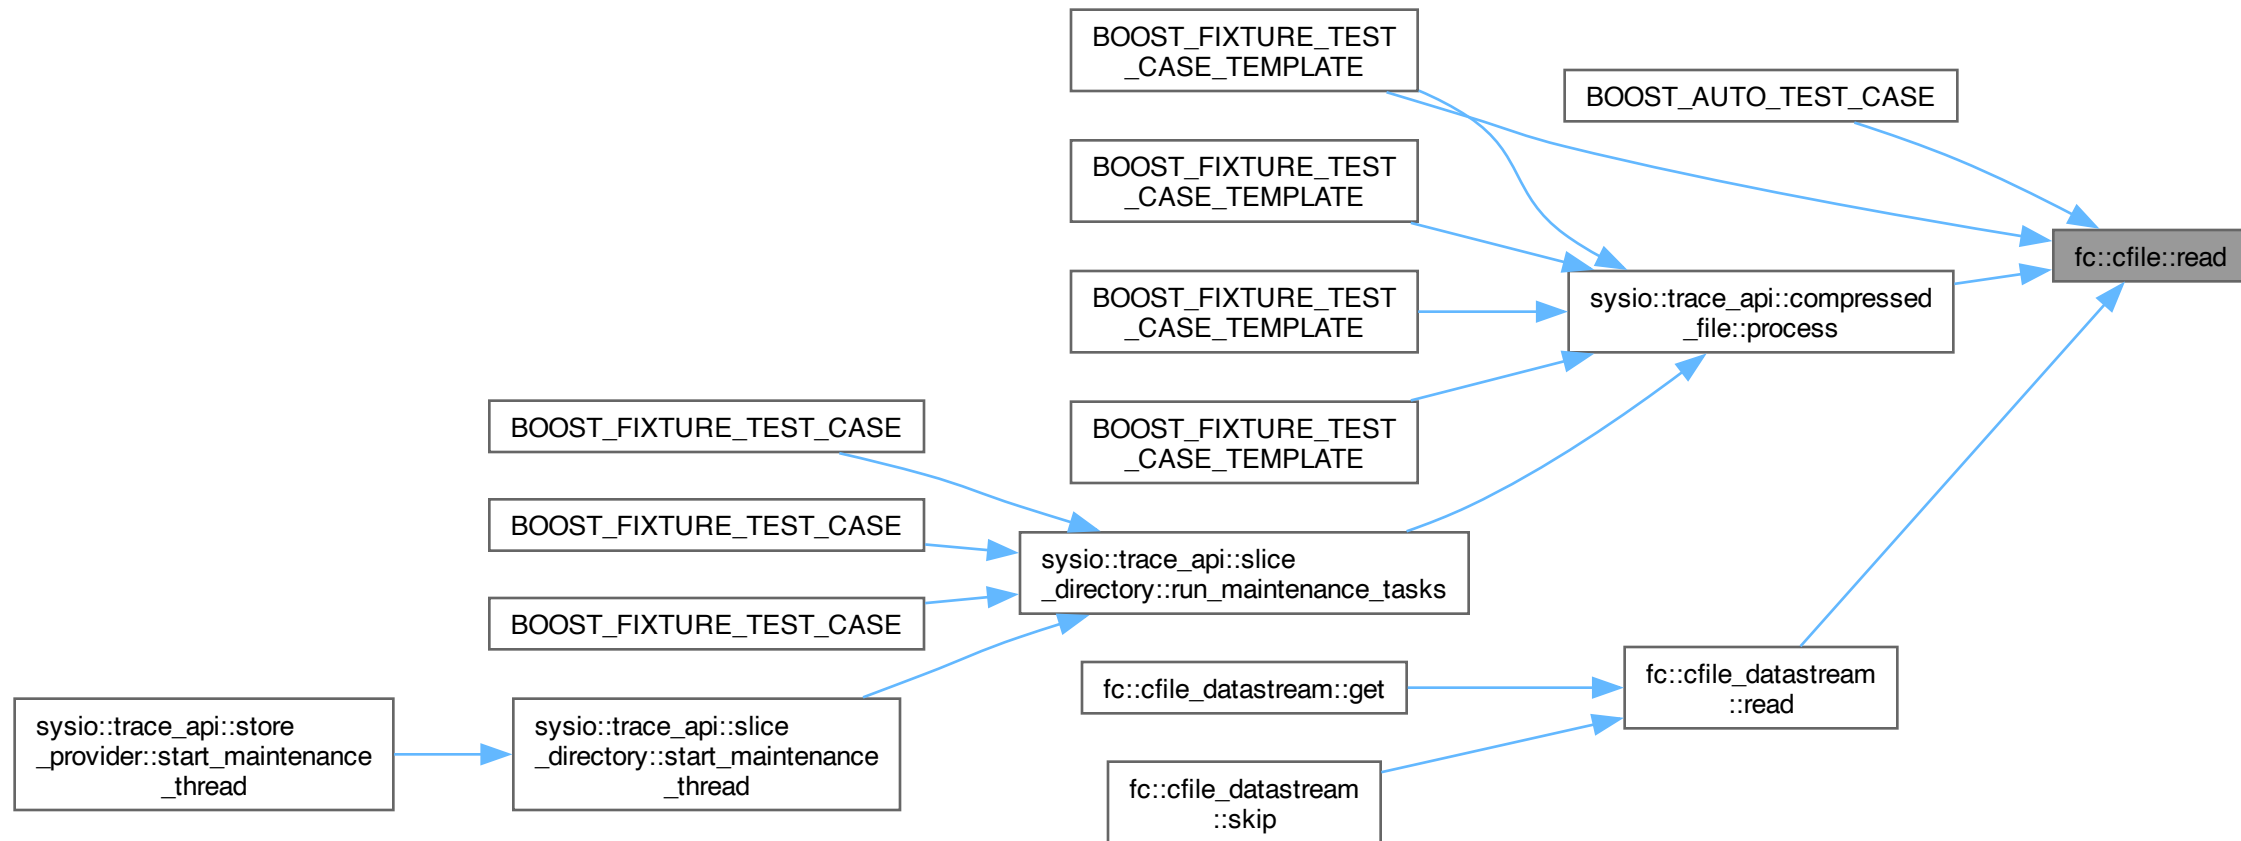 BOOST_FIXTURE_TEST
_CASE_TEMPLATE
BOOST_AUTO_TEST_CASE
BOOST_FIXTURE_TEST
_CASE_TEMPLATE
fc::cfile::read
BOOST_FIXTURE_TEST
_CASE_TEMPLATE
sysio::trace_api::compressed
_file::process
BOOST_FIXTURE_TEST
_CASE_TEMPLATE
BOOST_FIXTURE_TEST_CASE
BOOST_FIXTURE_TEST_CASE
sysio::trace_api::slice
_directory::run_maintenance_tasks
BOOST_FIXTURE_TEST_CASE
fc::cfile_datastream::get
fc::cfile_datastream
::read
sysio::trace_api::store
_provider::start_maintenance
_thread
sysio::trace_api::slice
_directory::start_maintenance
_thread
fc::cfile_datastream
::skip